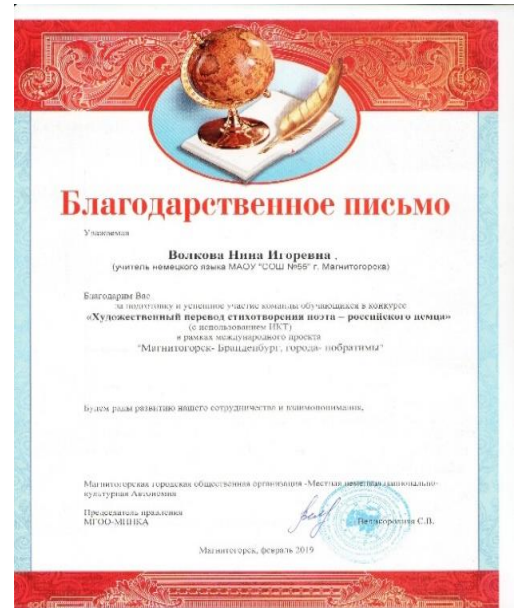 Благодарственное письмо
Уважаемая
Волкова Нина Игоревна ,
(учитель немецкого языка МАОУ "СОШ №56" г. Магнитогорска)
Благодарим Вас
за подготовку и успешное участие команды обучающихся в конкурсе
«Художественный перевод стихотворения поэта – российского немца»
(с использованием ИКТ)
в рамках международного проекта
"Магнитогорск- Бранденбург, города- побратимы"
Будем рады развитию нашего сотрудничества и взаимопонимания.
Магнитогорская городская общественная организация «Местная немецкая национально-
культурная Автономия
Председатель правления
МГОО-МННКА
С.В.
Магнитогорск, февраль 2019